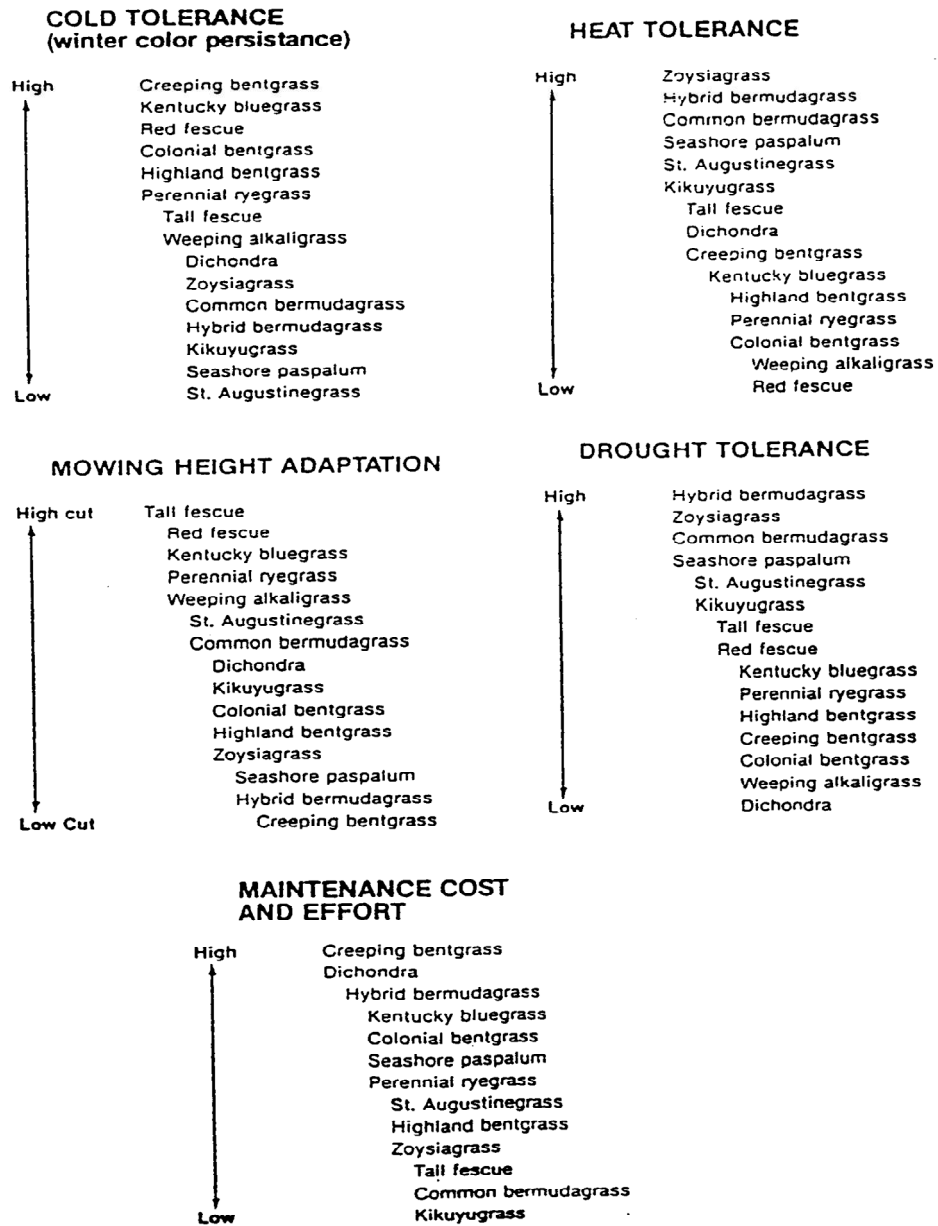 COLD TOLERANCE
(winter color persistance)
High
Creeping bentgrass
Kentucky bluegrass
Red fescue
Colonial bentgrass
Highland bentgrass
Perennial ryegrass
Tall fescue
Weeping alkaligrass
Dichondra
Zoysiagrass
Common bermudagrass
Hybrid bermudagrass
Kikuyugrass
Seashore paspalum
St. Augustinegrass
Low
HEAT TOLERANCE
High
Zoysiagrass
Hybrid bermudagrass
Common bermudagrass
Seashore paspalum
St. Augustinegrass
Kikuyugrass
Tall fescue
Dichondra
Creeping bentgrass
Kentucky bluegrass
Highland bentgrass
Perennial ryegrass
Colonial bentgrass
Weeping alkaligrass
Red fescue
Low
MOWING HEIGHT ADAPTATION
High cut
Tall fescue
Red fescue
Kentucky bluegrass
Perennial ryegrass
Weeping alkaligrass
St. Augustinegrass
Common bermudagrass
Dichondra
Kikuyugrass
Colonial bentgrass
Highland bentgrass
Zoysiagrass
Seashore paspalum
Hybrid bermudagrass
Creeping bentgrass
Low Cut
DROUGHT TOLERANCE
High
Hybrid bermudagrass
Zoysiagrass
Common bermudagrass
Seashore paspalum
St. Augustinegrass
Kikuyugrass
Tall fescue
Red fescue
Kentucky bluegrass
Perennial ryegrass
Highland bentgrass
Creeping bentgrass
Colonial bentgrass
Weeping alkaligrass
Dichondra
Low
MAINTENANCE COST
AND EFFORT
High
Creeping bentgrass
Dichondra
Hybrid bermudagrass
Kentucky bluegrass
Colonial bentgrass
Seashore paspalum
Perennial ryegrass
St. Augustinegrass
Highland bentgrass
Zoysiagrass
Tall fescue
Common bermudagrass
Kikuyugrass
Low